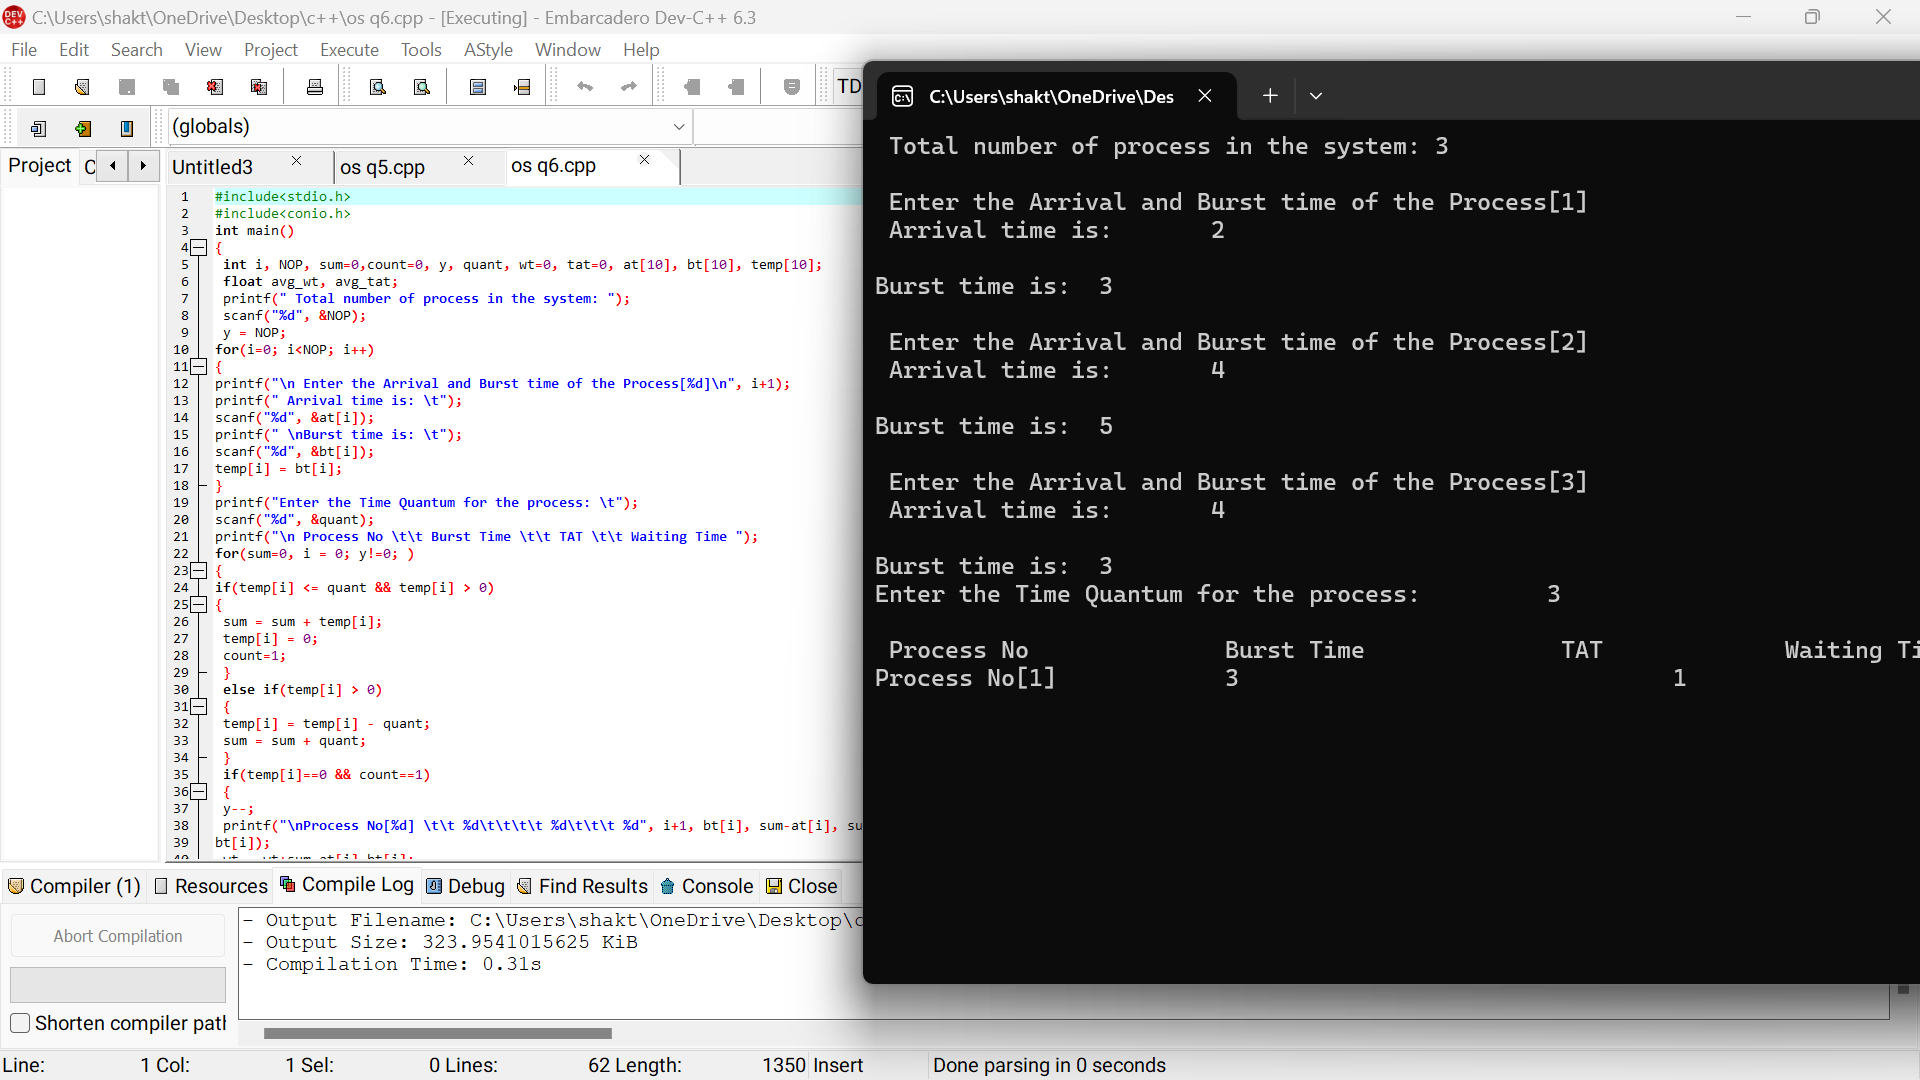 C:\Users\shakt\OneDrive\Desktop\c++\os q6.cpp - [Executing] - Embarcadero Dev-C++ 6.3
File Edit Search View Project Execute Tools AStyle Window Help
TD
(globals)
Project C
Untitled3 os q5.cpp os q6.cpp
1 #include<stdio.h>
2 #include<conio.h>
3 int main()
4 {
5 int i, NOP, sum=0,count=0, y, quant, wt=0, tat=0, at[10], bt[10], temp[10];
6 float avg_wt, avg_tat;
7 printf(" Total number of process in the system: ");
8 scanf("%d", &NOP);
9 y = NOP;
10 for(i=0; i<NOP; i++)
11 {
12 printf("\n Enter the Arrival and Burst time of the Process[%d]\n", i+1);
13 printf(" Arrival time is: \t");
14 scanf("%d", &at[i]);
15 printf(" \nBurst time is: \t");
16 scanf("%d", &bt[i]);
17 temp[i] = bt[i];
18 }
19 printf("Enter the Time Quantum for the process: \t");
20 scanf("%d", &quant);
21 printf("\n Process No \t\t Burst Time \t\t TAT \t\t Waiting Time ");
22 for(sum=0, i = 0; y!=0; )
23 {
24 if(temp[i] <= quant && temp[i] > 0)
25 {
26 sum = sum + temp[i];
27 temp[i] = 0;
28 count=1;
29 }
30 else if(temp[i] > 0)
31 {
32 temp[i] = temp[i] - quant;
33 sum = sum + quant;
34 }
35 if(temp[i]==0 && count==1)
36 {
37 y--;
38 printf("\nProcess No[%d] \t\t %d\t\t\t\t %d\t\t\t %d", i+1, bt[i], sum-at[i], su
39 bt[i]);
C:\Users\shakt\OneDrive\Des
Total number of process in the system: 3
Enter the Arrival and Burst time of the Process[1]
Arrival time is: 2
Burst time is: 3
Enter the Arrival and Burst time of the Process[2]
Arrival time is: 4
Burst time is: 5
Enter the Arrival and Burst time of the Process[3]
Arrival time is: 4
Burst time is: 3
Enter the Time Quantum for the process: 3
Process No Burst Time TAT Waiting Ti
Process No[1] 3 1
Compiler (1) Resources Compile Log Debug Find Results Console Close
Abort Compilation
Shorten compiler pat
- Output Filename: C:\Users\shakt\OneDrive\Desktop\c
- Output Size: 323.9541015625 KiB
- Compilation Time: 0.31s
Line: 1 Col: 1 Sel: 0 Lines: 62 Length: 1350 Insert Done parsing in 0 seconds